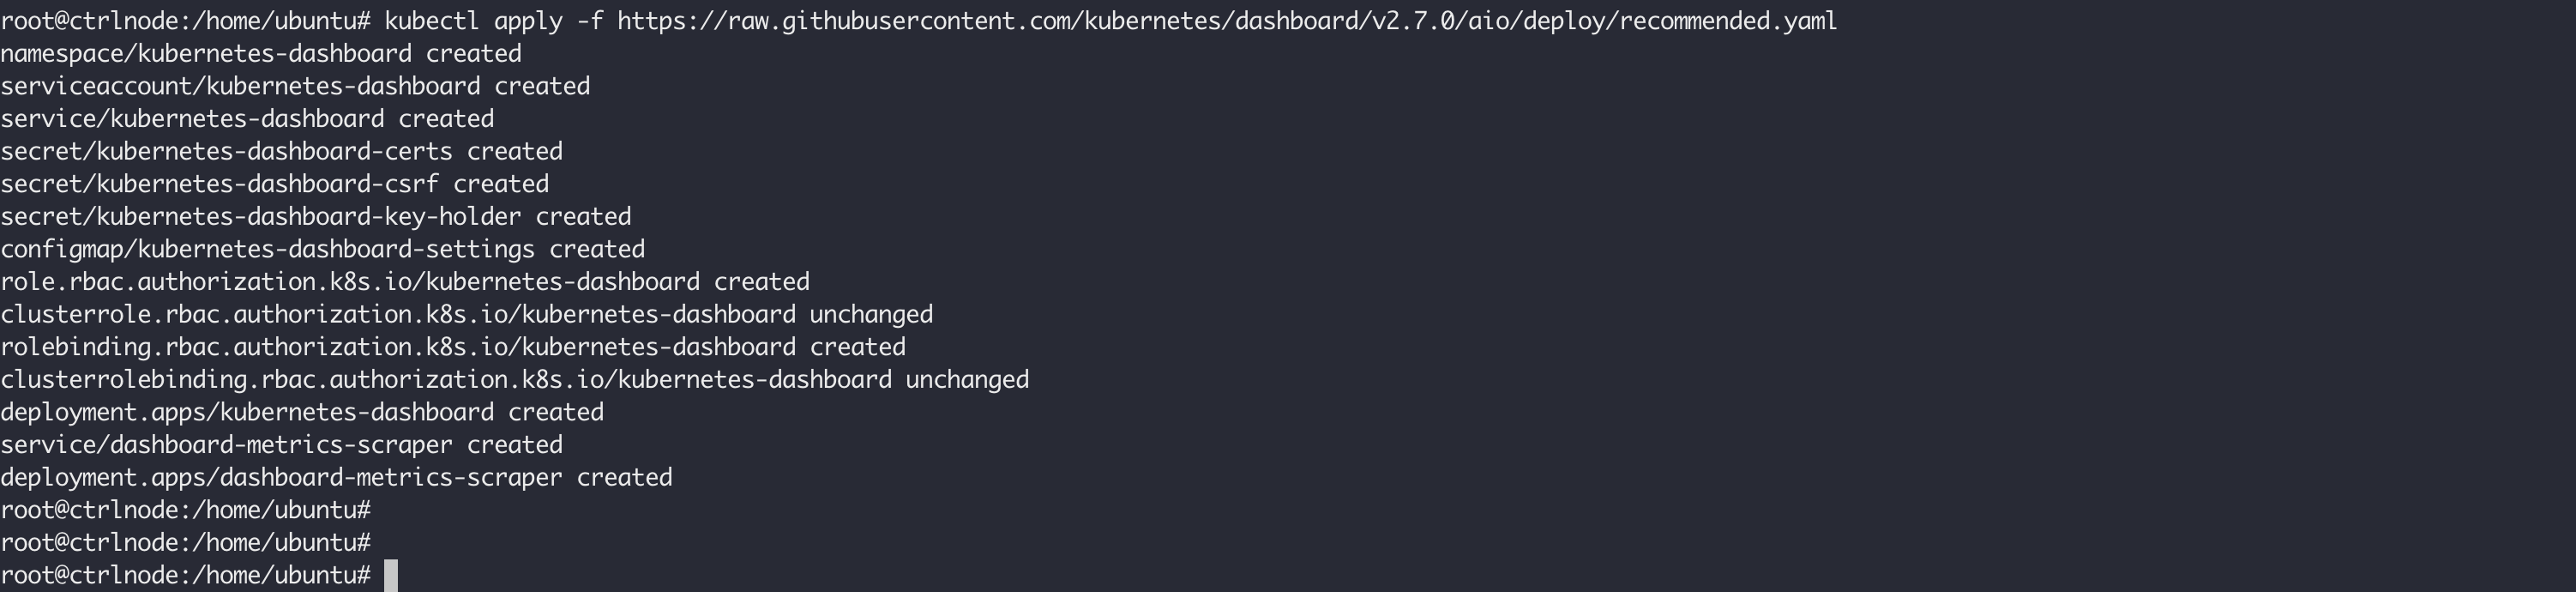 root@ctrlnode:/home/ubuntu# kubectl apply -f https://raw.githubusercontent.com/kubernetes/dashboard/v2.7.0/aio/deploy/recommended.yaml
namespace/kubernetes-dashboard created
serviceaccount/kubernetes-dashboard created
service/kubernetes-dashboard created
secret/kubernetes-dashboard-certs created
secret/kubernetes-dashboard-csrf created
secret/kubernetes-dashboard-key-holder created
configmap/kubernetes-dashboard-settings created
role.rbac.authorization.k8s.io/kubernetes-dashboard created
clusterrole.rbac.authorization.k8s.io/kubernetes-dashboard unchanged
rolebinding.rbac.authorization.k8s.io/kubernetes-dashboard created
clusterrolebinding.rbac.authorization.k8s.io/kubernetes-dashboard unchanged
deployment.apps/kubernetes-dashboard created
service/dashboard-metrics-scraper created
deployment.apps/dashboard-metrics-scraper created
root@ctrlnode:/home/ubuntu#
root@ctrlnode:/home/ubuntu#
root@ctrlnode:/home/ubuntu#